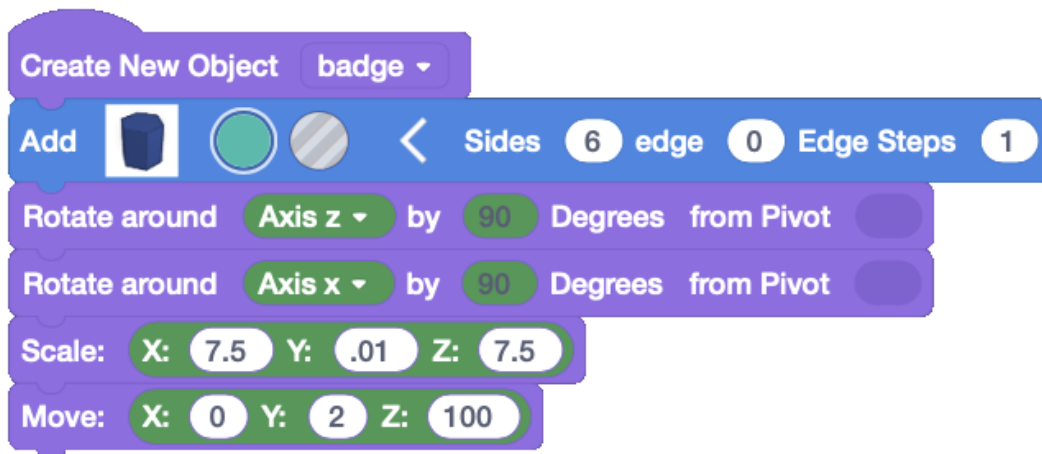 Create New Object badge
Add Sides 6 edge 0 Edge Steps 1
Rotate around Axis z by 90 Degrees from Pivot
Rotate around Axis x by 90 Degrees from Pivot
Scale: X: 7.5 Y: .01 Z: 7.5
Move: X: 0 Y: 2 Z: 100